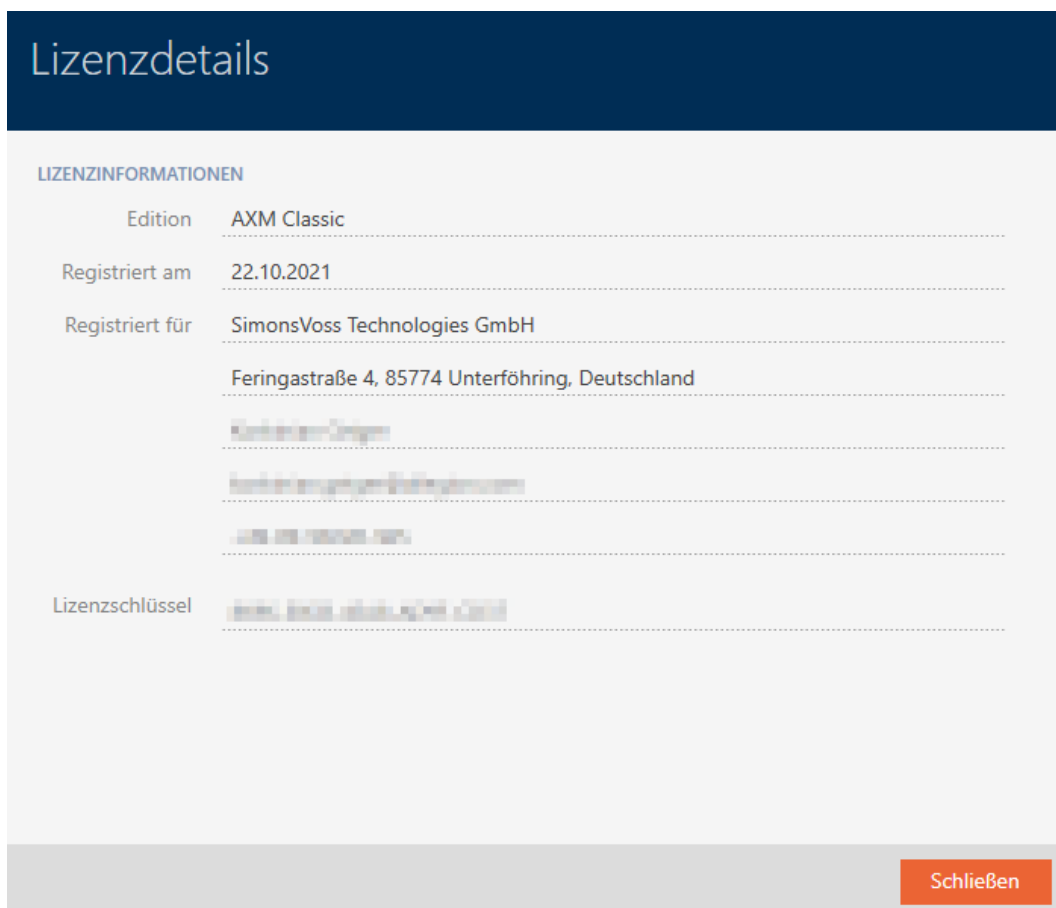 Lizenzdetails
LIZENZINFORMATIONEN
Edition AXM Classic
Registriert am 22.10.2021
Registriert für SimonsVoss Technologies GmbH
Feringastraße 4, 85774 Unterföhring, Deutschland
Lizenzschlüssel
Schließen